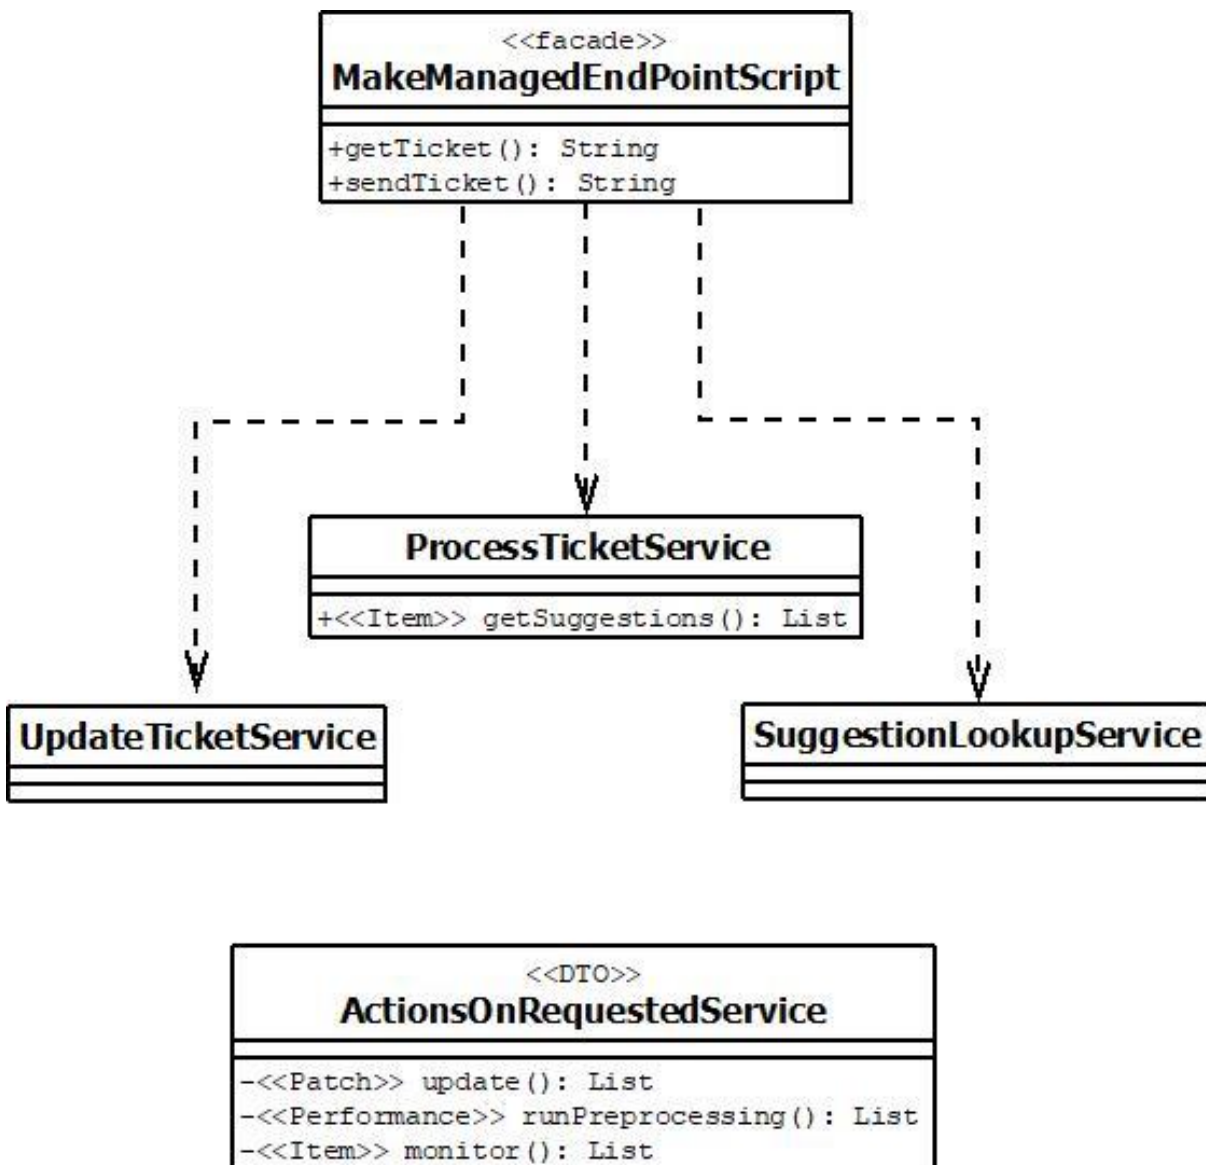 <<facade>>
MakeManagedEndPointScript
+getTicket(): String
+sendTicket(): String
ProcessTicketService
+<<Item>> getSuggestions(): List
UpdateTicketService
SuggestionLookupService
<<DTO>>
ActionsOnRequestedService
-<<Patch>> update(): List
-<<Performance>> runPreprocessing(): List
-<<Item>> monitor(): List